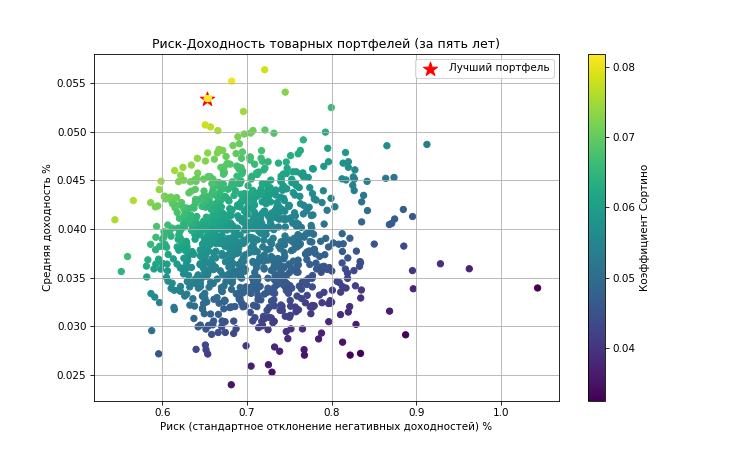 Риск-Доходность товарных портфелей (за пять лет)
Лучший портфель
Средняя доходность %
0.055
0.050
0.045
0.040
0.035
0.030
0.025
0.6 0.7 0.8 0.9 1.0
Риск (стандартное отклонение негативных доходностей) %
0.08
0.07
0.06
0.05
0.04
Коэффициент Сортино